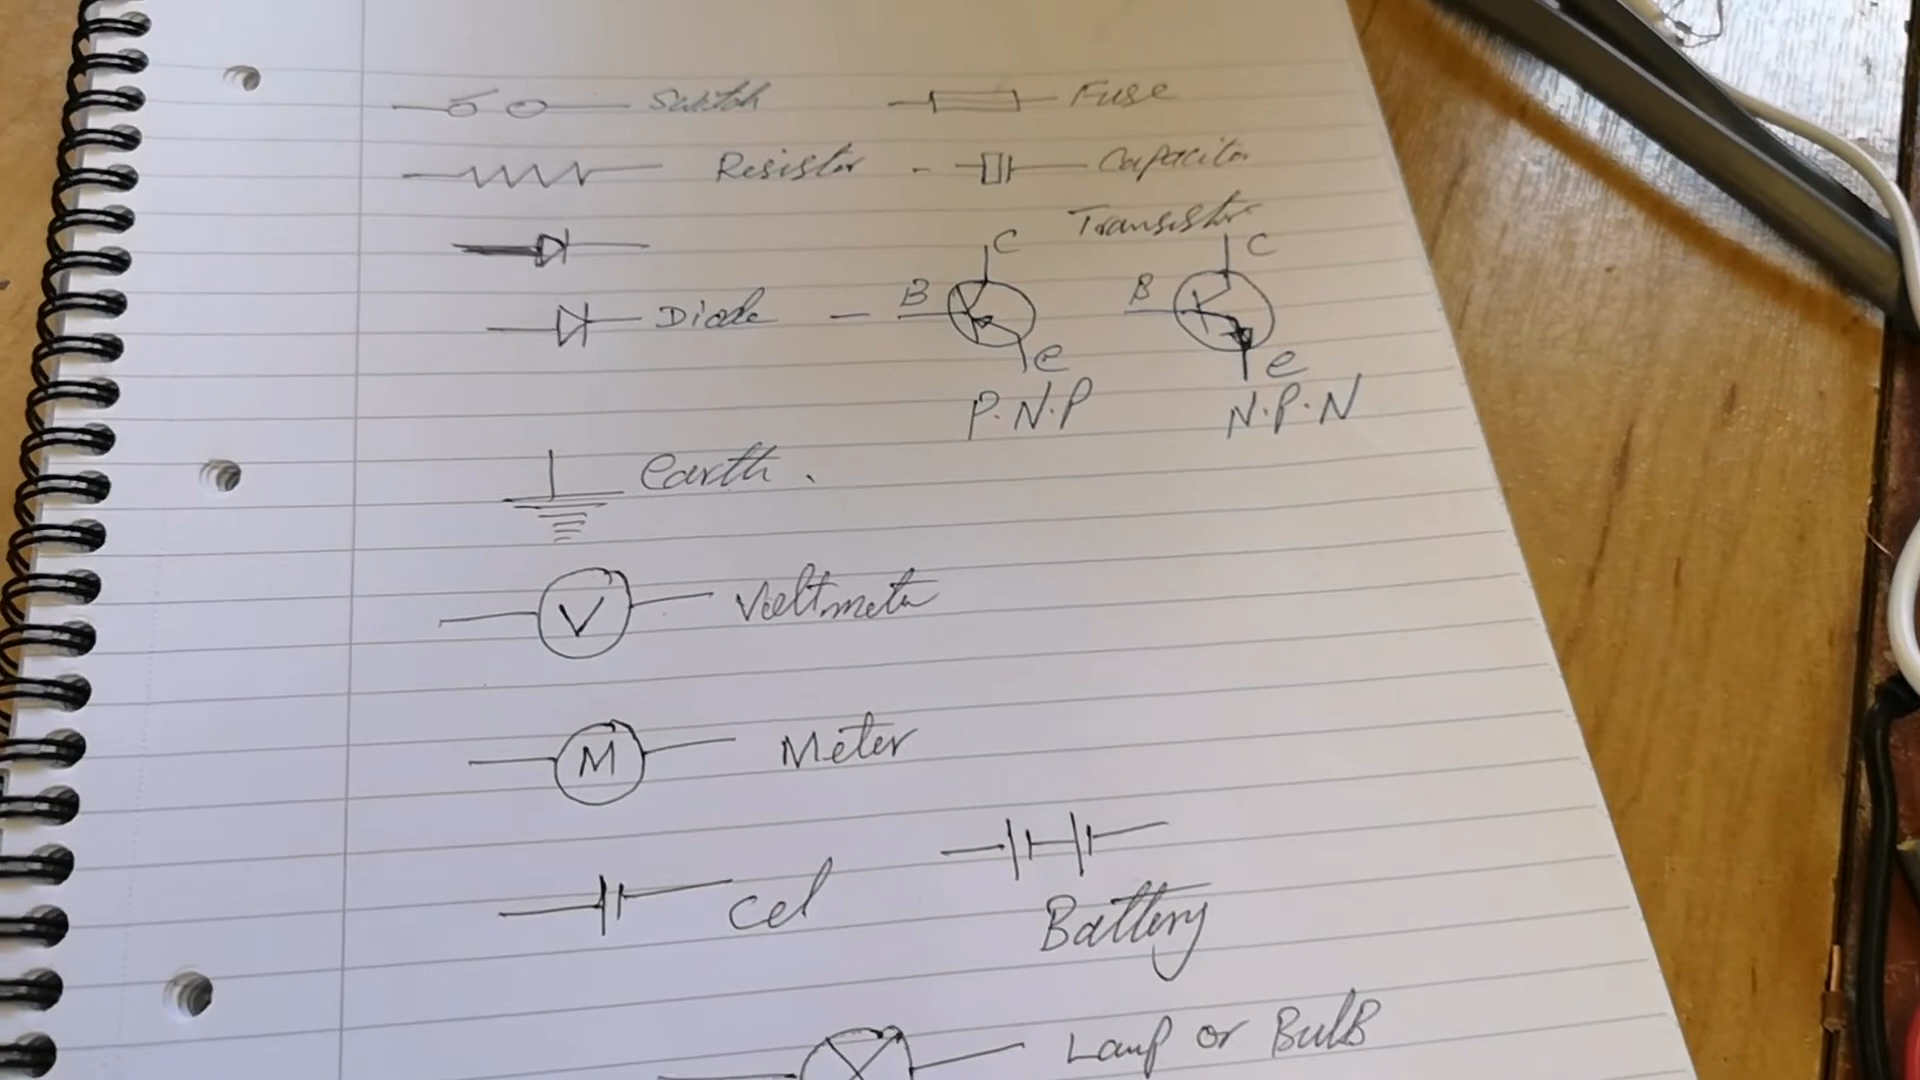 Switch Fuse
Resistor Capacitor
Transistor
C C
B B
Diode
e e
P.N.P N.P.N
earth.
V Voltmeter
M Meter
Cel
Battery
Lamp or BulB